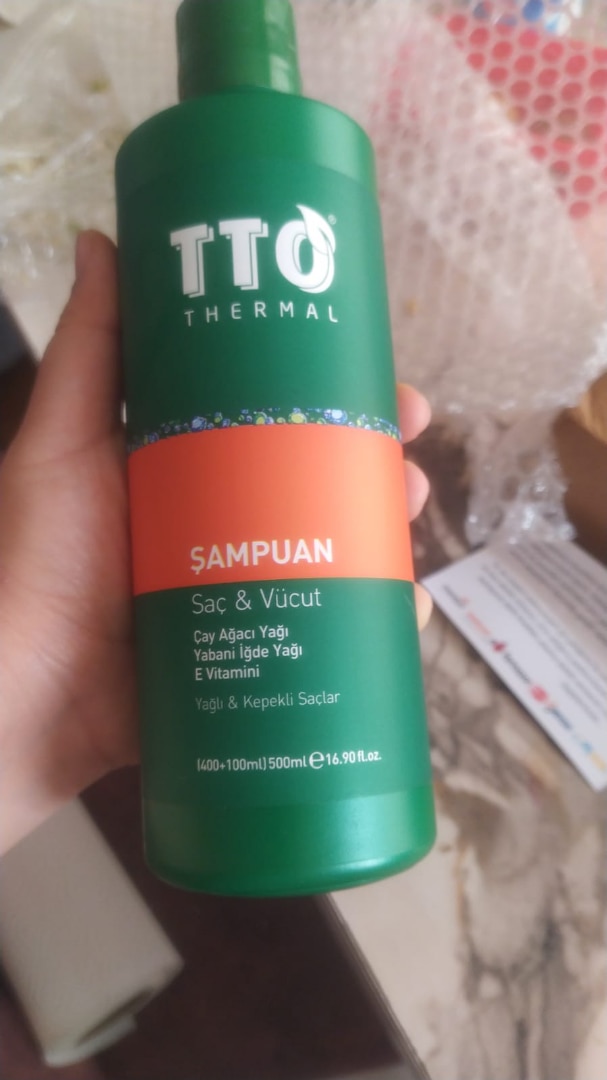 TTO®
THERMAL
ŞAMPUAN
Saç & Vücut
Çay Ağacı Yağı
Yabani İğde Yağı
E Vitamini
Yağlı & Kepekli Saçlar
(400+100ml) 500ml ℮ 16.90 fl.oz.